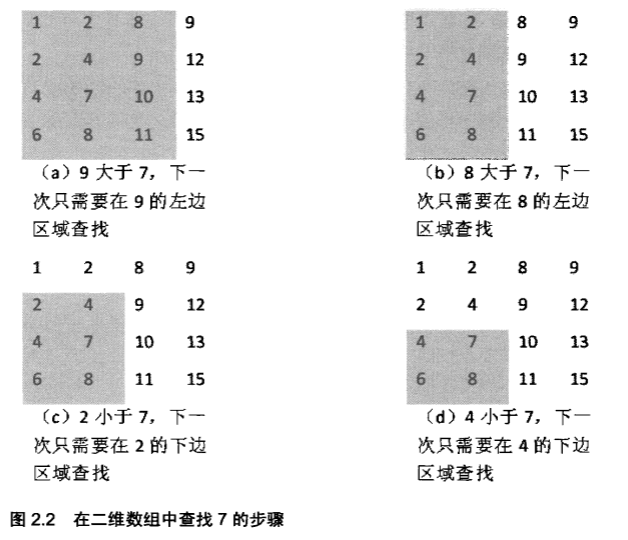 1 2 8 9
2 4 9 12
4 7 10 13
6 8 11 15
（a）9 大于 7，下一
次只需要在 9 的左边
区域查找
1 2 8 9
2 4 9 12
4 7 10 13
6 8 11 15
（b）8 大于 7，下一
次只需要在 8 的左边
区域查找
1 2 8 9
2 4 9 12
4 7 10 13
6 8 11 15
（c）2 小于 7，下一
次只需要在 2 的下边
区域查找
1 2 8 9
2 4 9 12
4 7 10 13
6 8 11 15
（d）4 小于 7，下一
次只需要在 4 的下边
区域查找
图 2.2 在二维数组中查找 7 的步骤